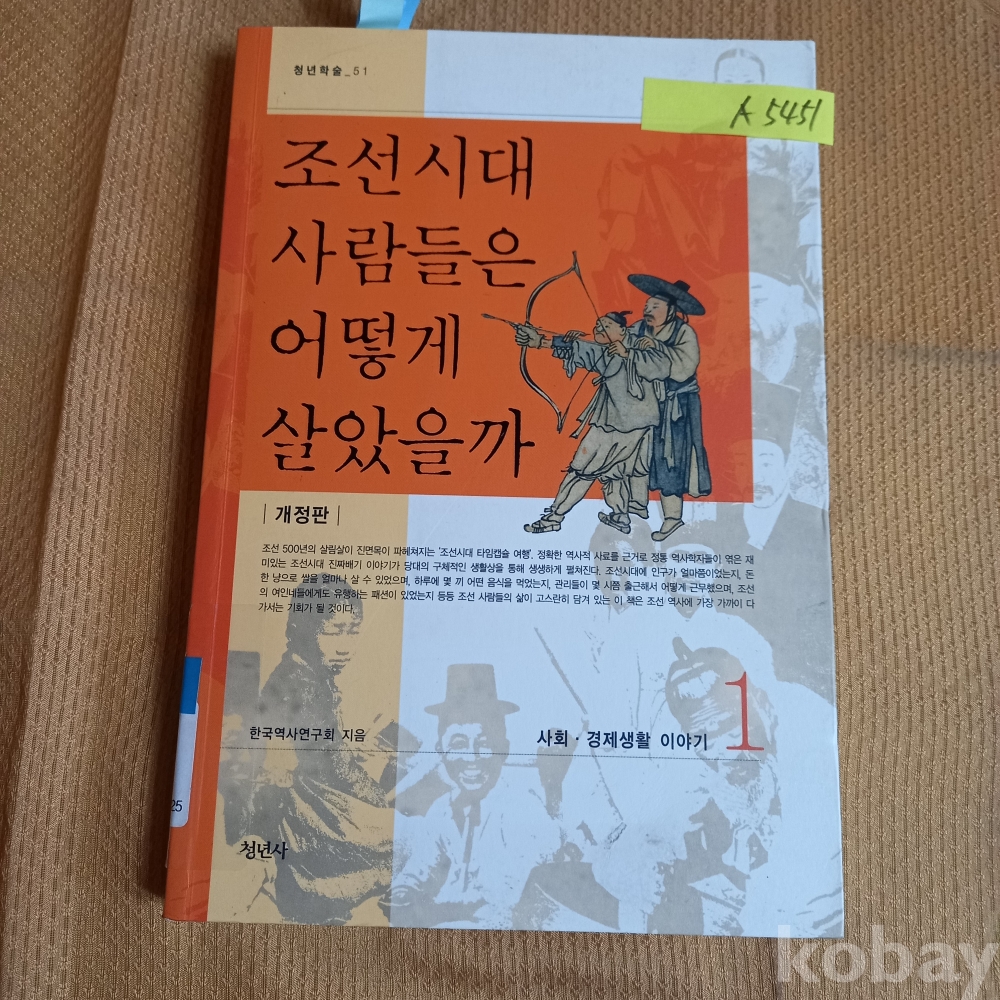 청년학술_51
A 5451
조선시대
사람들은
어떻게
살았을까
| 개정판 |
조선 500년의 살림살이 진면목이 파헤쳐지는 '조선시대 타임캡슐 여행'. 정확한 역사적 사료를 근거로 정통 역사학자들이 엮은 재
미있는 조선시대 진짜배기 이야기가 당대의 구체적인 생활상을 통해 생생하게 펼쳐진다. 조선시대에 인구가 얼마쯤이었는지, 돈
한 냥으로 쌀을 얼마나 살 수 있었으며, 하루에 몇 끼 어떤 음식을 먹었는지, 관리들이 몇 시쯤 출근해서 어떻게 근무했으며, 조선
의 여인네들에게도 유행하는 패션이 있었는지 등등 조선 사람들의 삶이 고스란히 담겨 있는 이 책은 조선 역사에 가장 가까이 다
가서는 기회가 될 것이다.
한국역사연구회 지음
사회 · 경제생활 이야기 1
25
청년사
kobay